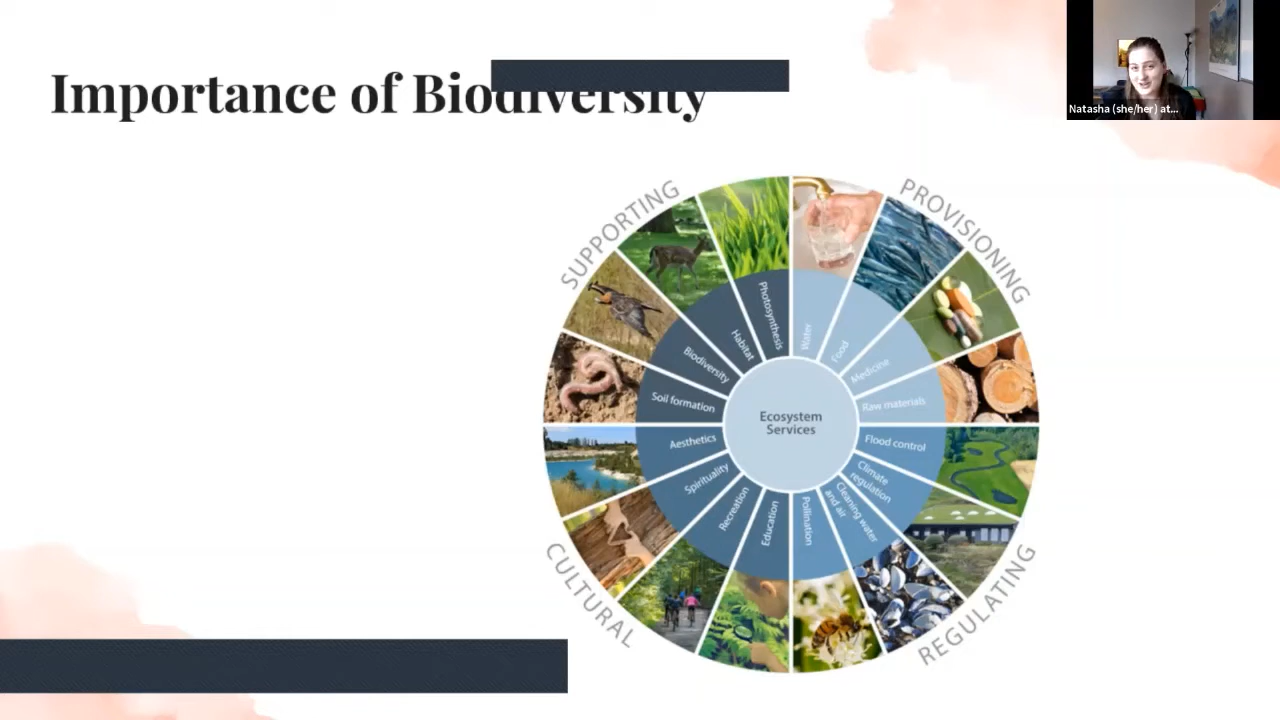 Importance of Biodiversity
Natasha (she/her) at...
SUPPORTING
PROVISIONING
Photosynthesis
Habitat
Biodiversity
Soil formation
Water
Food
Medicine
Raw materials
Ecosystem
Services
Aesthetics
Spirituality
Recreation
Education
Flood control
Climate
regulation
Cleaning water
and air
Pollination
CULTURAL
REGULATING